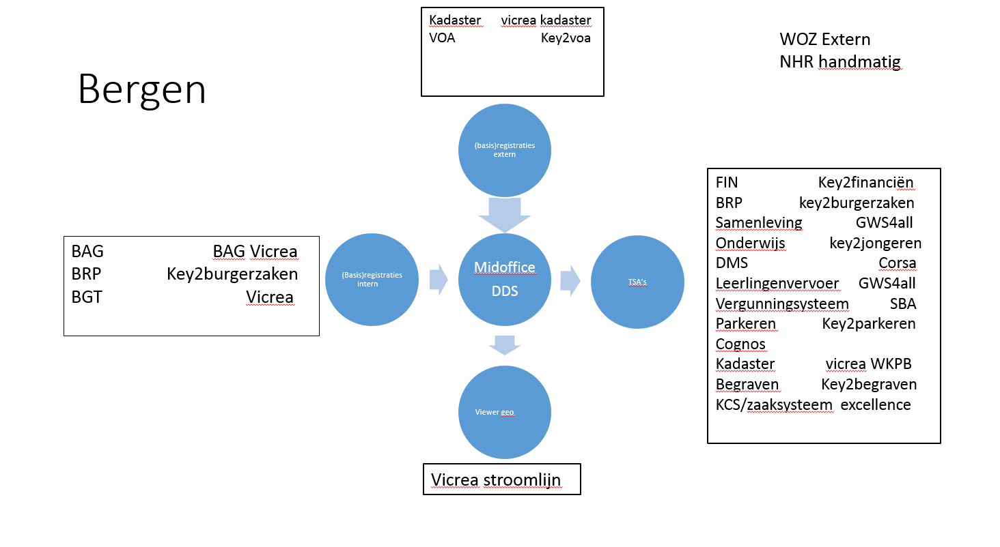 Kadaster vicrea kadaster
VOA Key2voa
WOZ Extern
NHR handmatig
Bergen
(basis)registraties
extern
BAG BAG Vicrea
BRP Key2burgerzaken
BGT Vicrea
(Basis)registraties
intern
Midoffice
DDS
TSA's
FIN Key2financiën
BRP key2burgerzaken
Samenleving GWS4all
Onderwijs key2jongeren
DMS Corsa
Leerlingenvervoer GWS4all
Vergunningsysteem SBA
Parkeren Key2parkeren
Cognos
Kadaster vicrea WKPB
Begraven Key2begraven
KCS/zaaksysteem excellence
Viewer geo
Vicrea stroomlijn